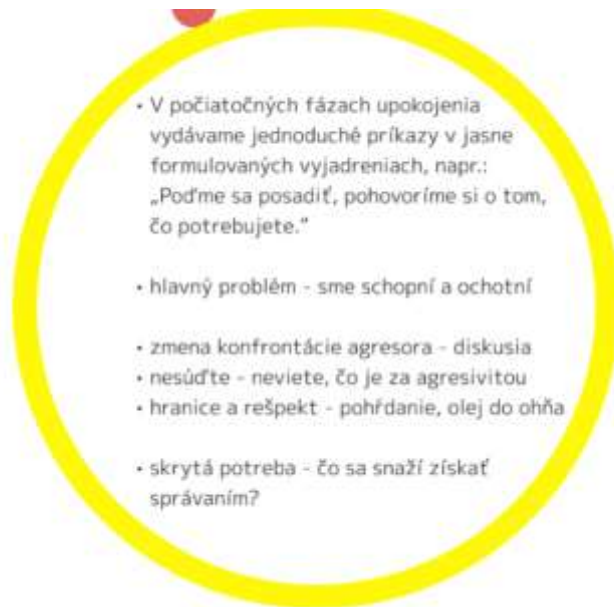 • V počiatočných fázach upokojenia
vydávame jednoduché príkazy v jasne
formulovaných vyjadreniach, napr.:
„Poďme sa posadiť, pohovoríme si o tom,
čo potrebujete.“
• hlavný problém - sme schopní a ochotní
• zmena konfrontácie agresora - diskusia
• nesúďte - neviete, čo je za agresivitou
• hranice a rešpekt - pohŕdanie, olej do ohňa
• skrytá potreba - čo sa snaží získať
správaním?